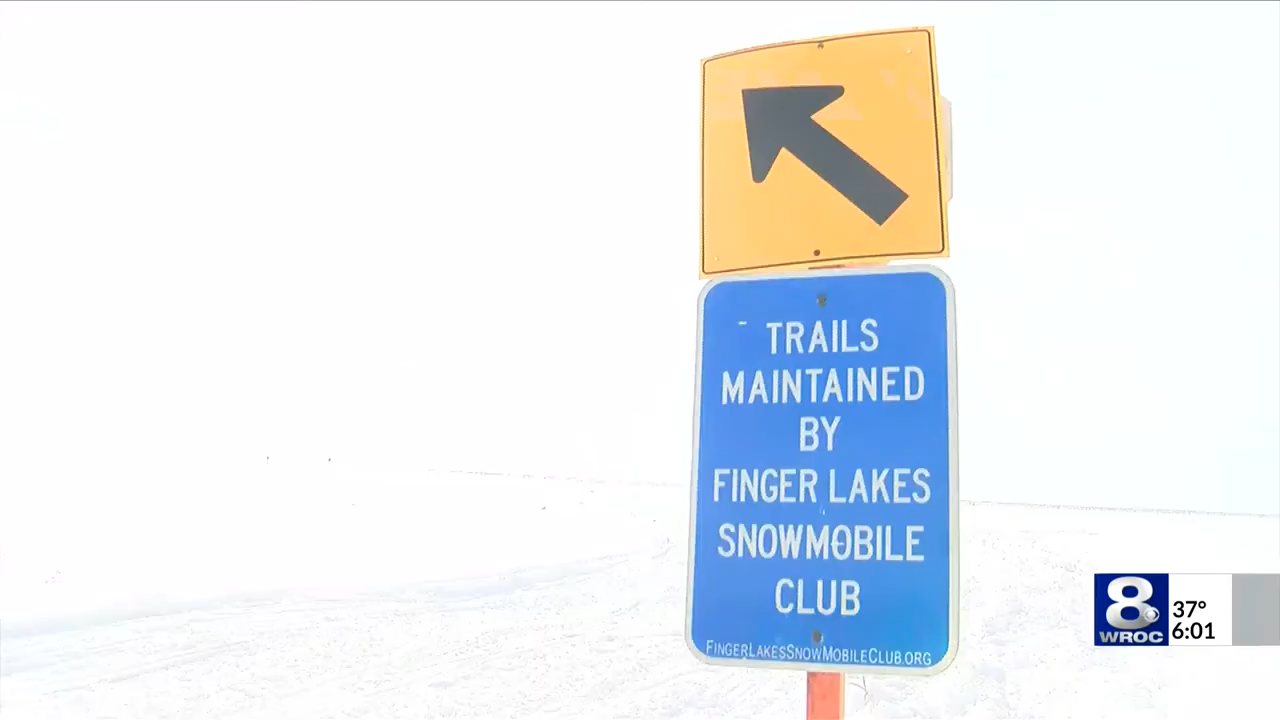 TRAILS
MAINTAINED
BY
FINGER LAKES
SNOWMOBILE
CLUB
FINGERLAKESSNOWMOBILECLUB.ORG
8
WROC
37°
6:01